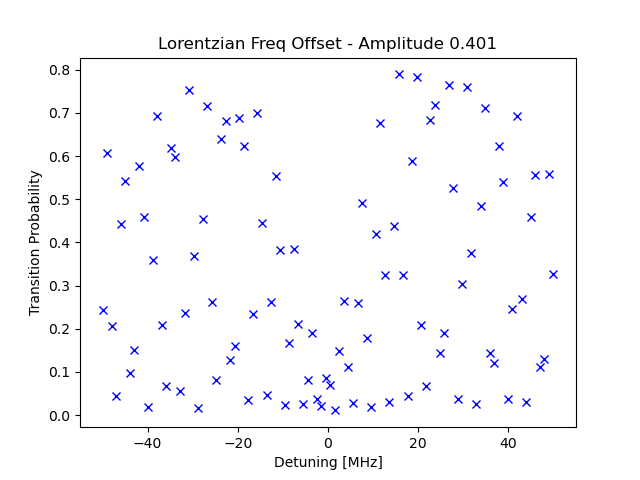 Lorentzian Freq Offset - Amplitude 0.401
0.8
0.7
0.6
0.5
0.4
0.3
0.2
0.1
0.0
Transition Probability
−40 −20 0 20 40
Detuning [MHz]